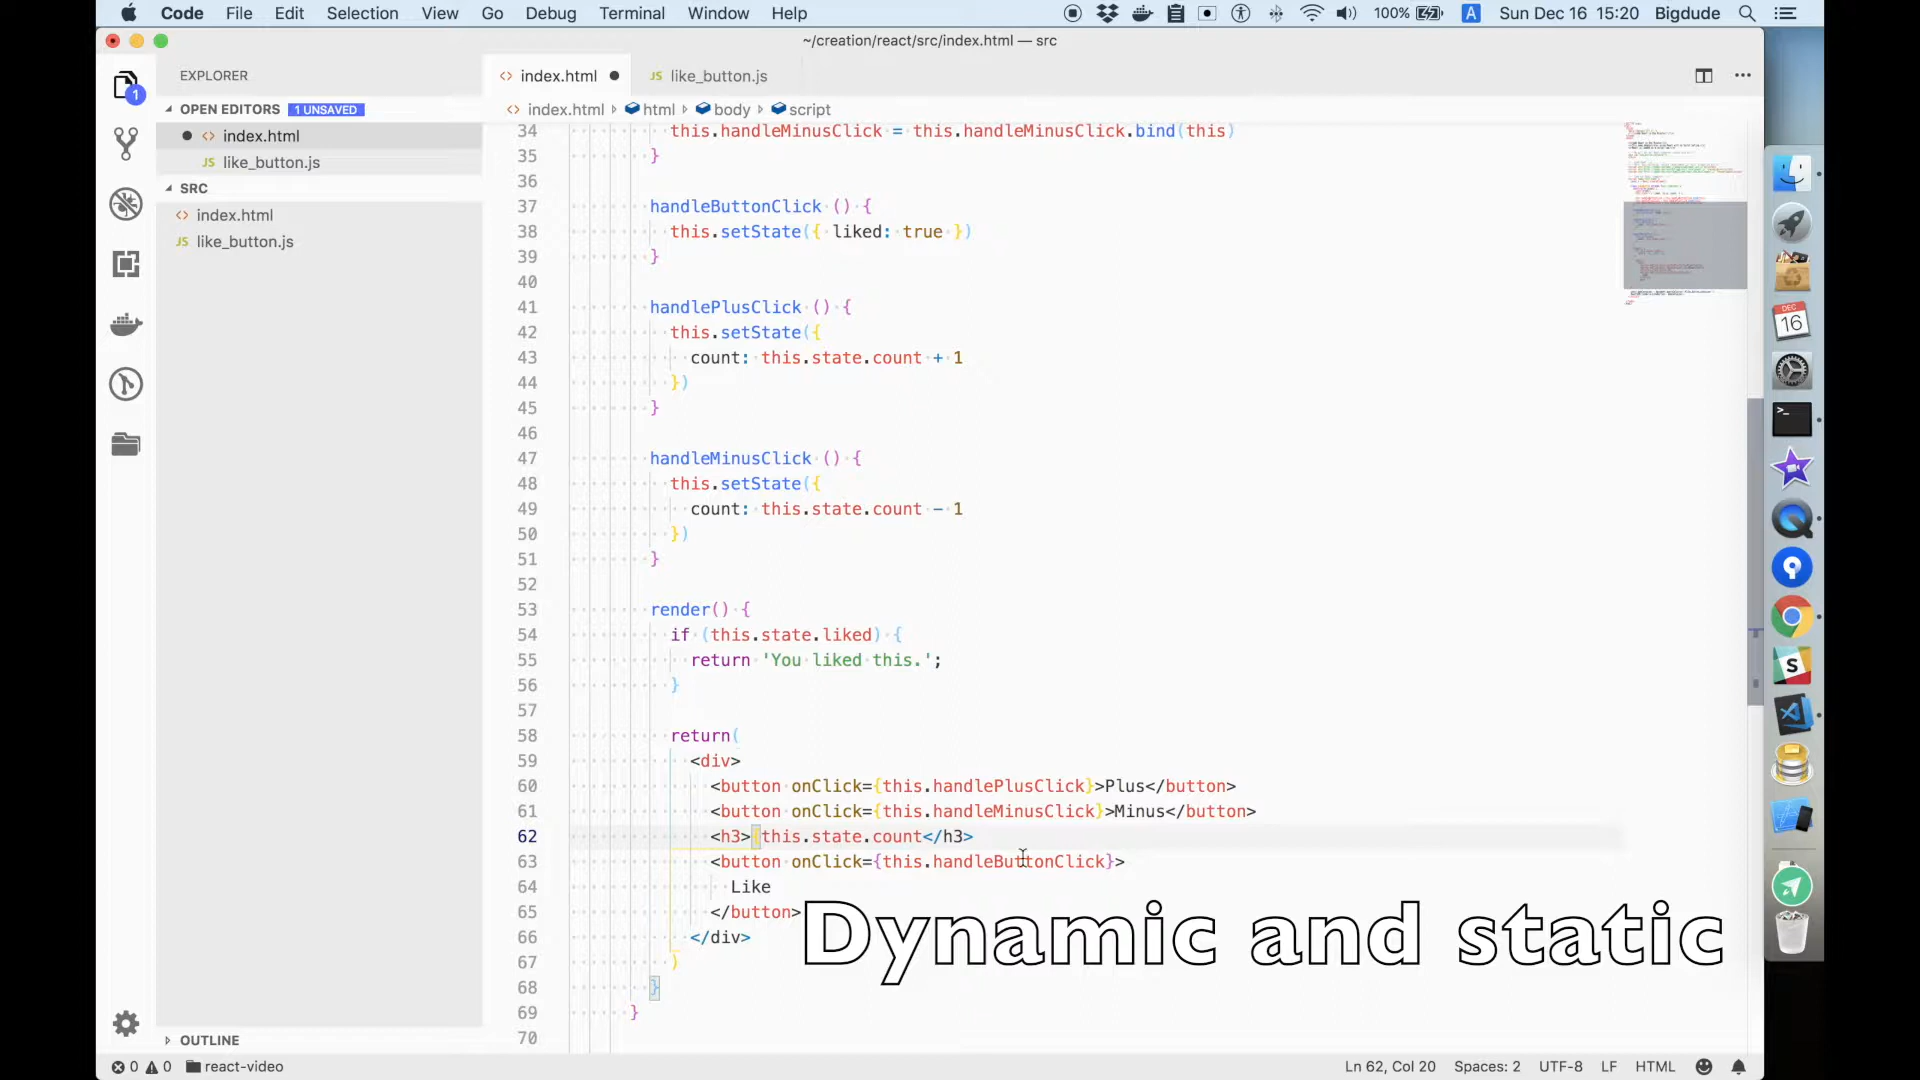 Code File Edit Selection View Go Debug Terminal Window Help 100% A Sun Dec 16 15:20 Bigdude
~/creation/react/src/index.html — src
EXPLORER
OPEN EDITORS 1 UNSAVED
<> index.html
JS like_button.js
SRC
<> index.html
JS like_button.js
OUTLINE
<> index.html ● JS like_button.js
<> index.html html body script
34 this.handleMinusClick = this.handleMinusClick.bind(this)
35 }
36
37 handleButtonClick () {
38 this.setState({ liked: true })
39 }
40
41 handlePlusClick () {
42 this.setState({
43 count: this.state.count + 1
44 })
45 }
46
47 handleMinusClick () {
48 this.setState({
49 count: this.state.count - 1
50 })
51 }
52
53 render() {
54 if (this.state.liked) {
55 return 'You liked this.';
56 }
57
58 return(
59 <div>
60 <button onClick={this.handlePlusClick}>Plus</button>
61 <button onClick={this.handleMinusClick}>Minus</button>
62 <h3>{this.state.count</h3>
63 <button onClick={this.handleButtonClick}>
64 Like
65 </button>
66 </div>
67 )
68 }
69 }
70
Dynamic and static
0 0 react-video Ln 62, Col 20 Spaces: 2 UTF-8 LF HTML
1
DEC
16
S